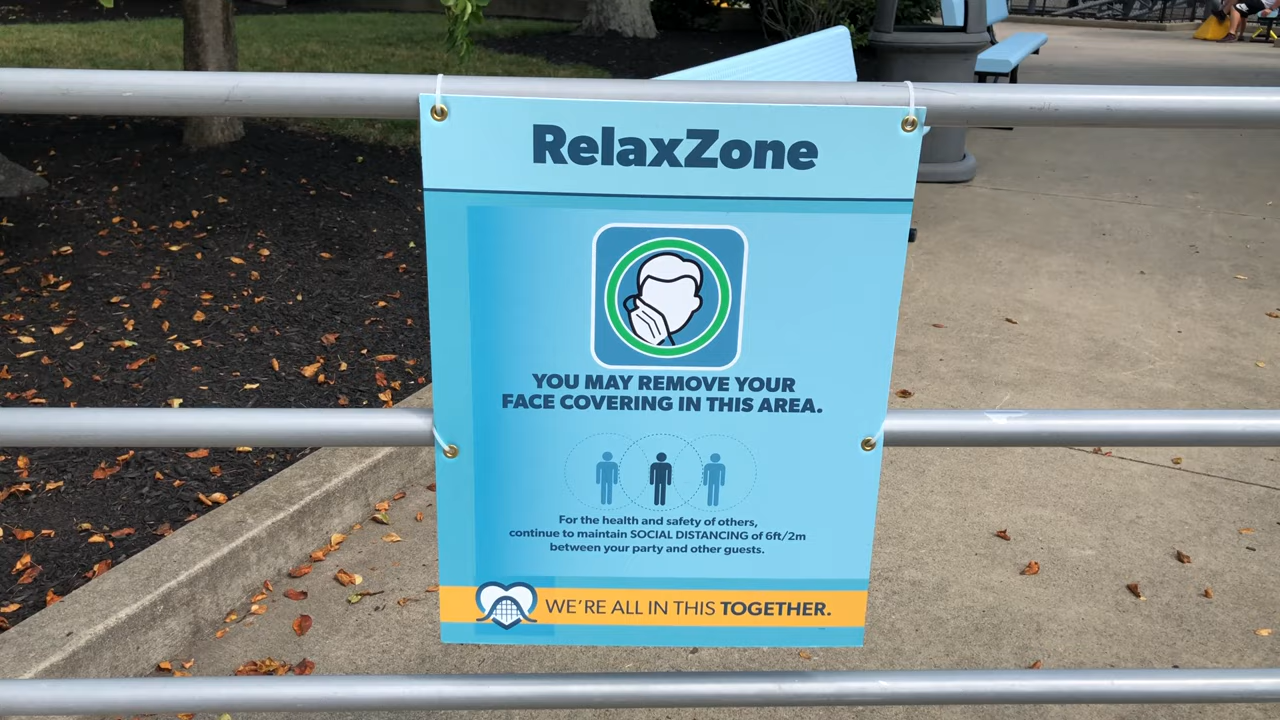 RelaxZone
YOU MAY REMOVE YOUR
FACE COVERING IN THIS AREA.
For the health and safety of others,
continue to maintain SOCIAL DISTANCING of 6ft/2m
between your party and other guests.
WE'RE ALL IN THIS TOGETHER.